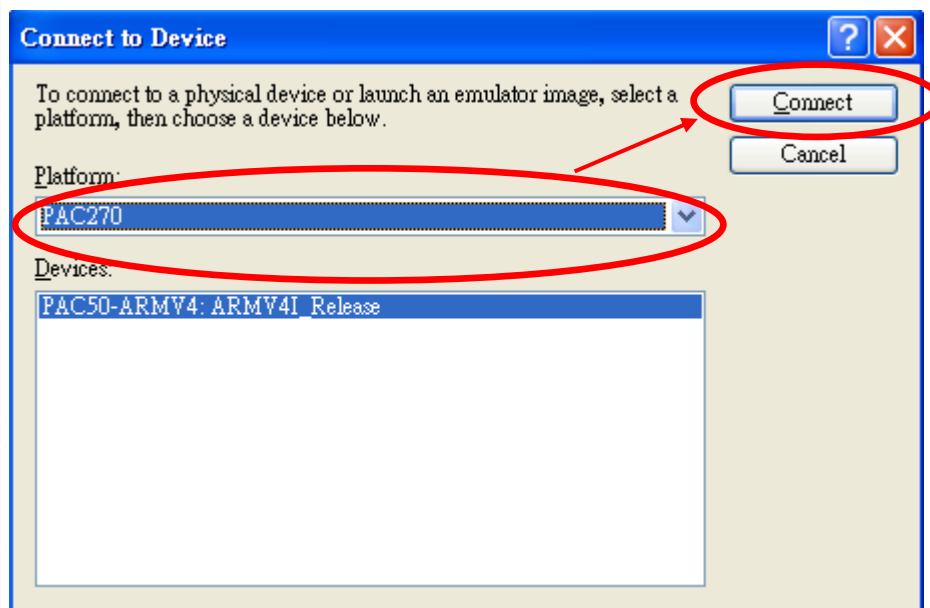 Connect to Device
To connect to a physical device or launch an emulator image, select a
platform, then choose a device below.
Connect
Cancel
Platform:
PAC270
Devices:
PAC50-ARMV4: ARMV4I_Release